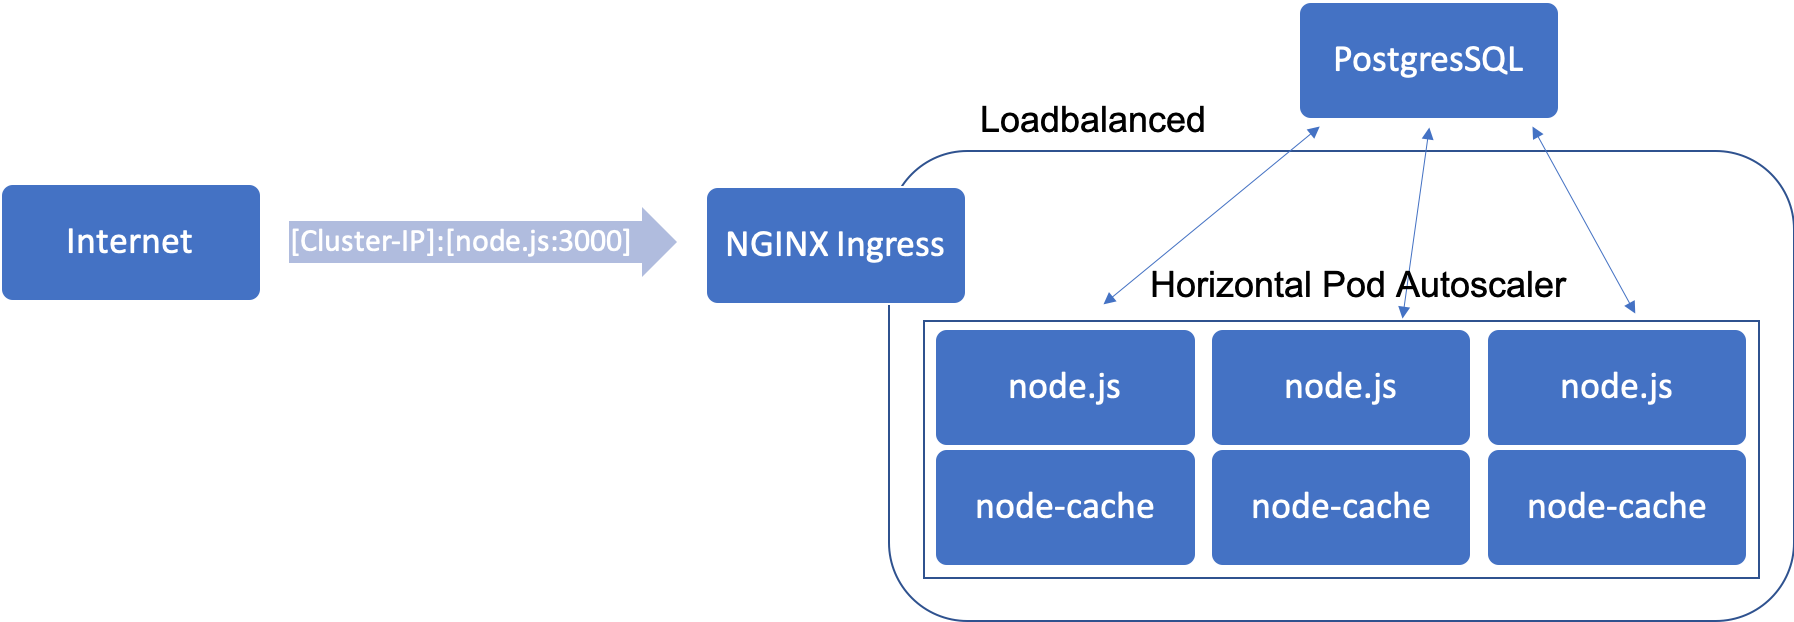 PostgresSQL
Loadbalanced
Internet
[Cluster-IP]:[node.js:3000]
NGINX Ingress
Horizontal Pod Autoscaler
node.js
node.js
node.js
node-cache
node-cache
node-cache